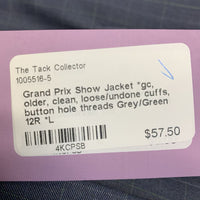 The Tack Collector
1005516-5
Grand Prix Show Jacket *gc,
older, clean, loose/undone cuffs,
button hole threads Grey/Green
12R *L
$57.50
4KCPSB